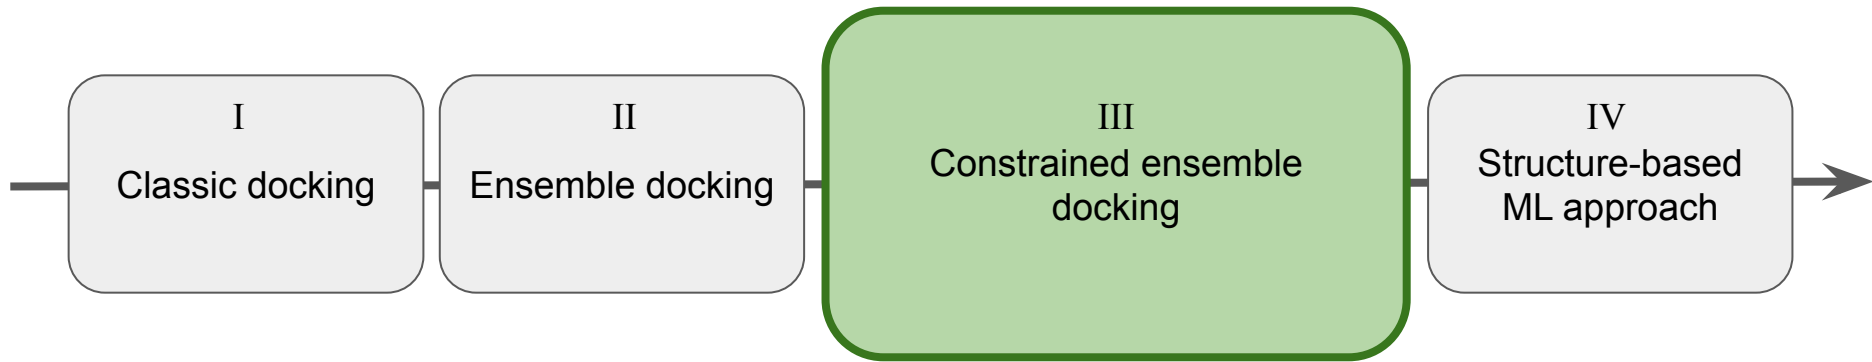 I
Classic docking
II
Ensemble docking
III
Constrained ensemble
docking
IV
Structure-based
ML approach